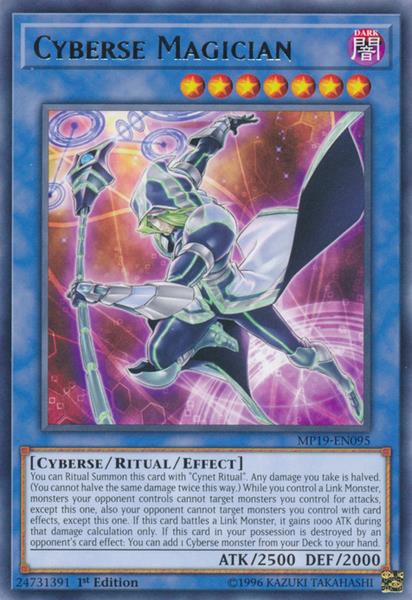 CYBERSE MAGICIAN
DARK
闇
MP19-EN095
[CYBERSE/RITUAL/EFFECT]
You can Ritual Summon this card with "Cynet Ritual". Any damage you take is halved.
(You cannot halve the same damage twice this way.) While you control a Link Monster,
monsters your opponent controls cannot target monsters you control for attacks,
except this one, also your opponent cannot target monsters you control with card
effects, except this one. If this card battles a Link Monster, it gains 1000 ATK during
that damage calculation only. If this card in your possession is destroyed by an
opponent's card effect: You can add 1 Cyberse monster from your Deck to your hand.
ATK/2500 DEF/2000
24731391 1st Edition ©1996 KAZUKI TAKAHASHI